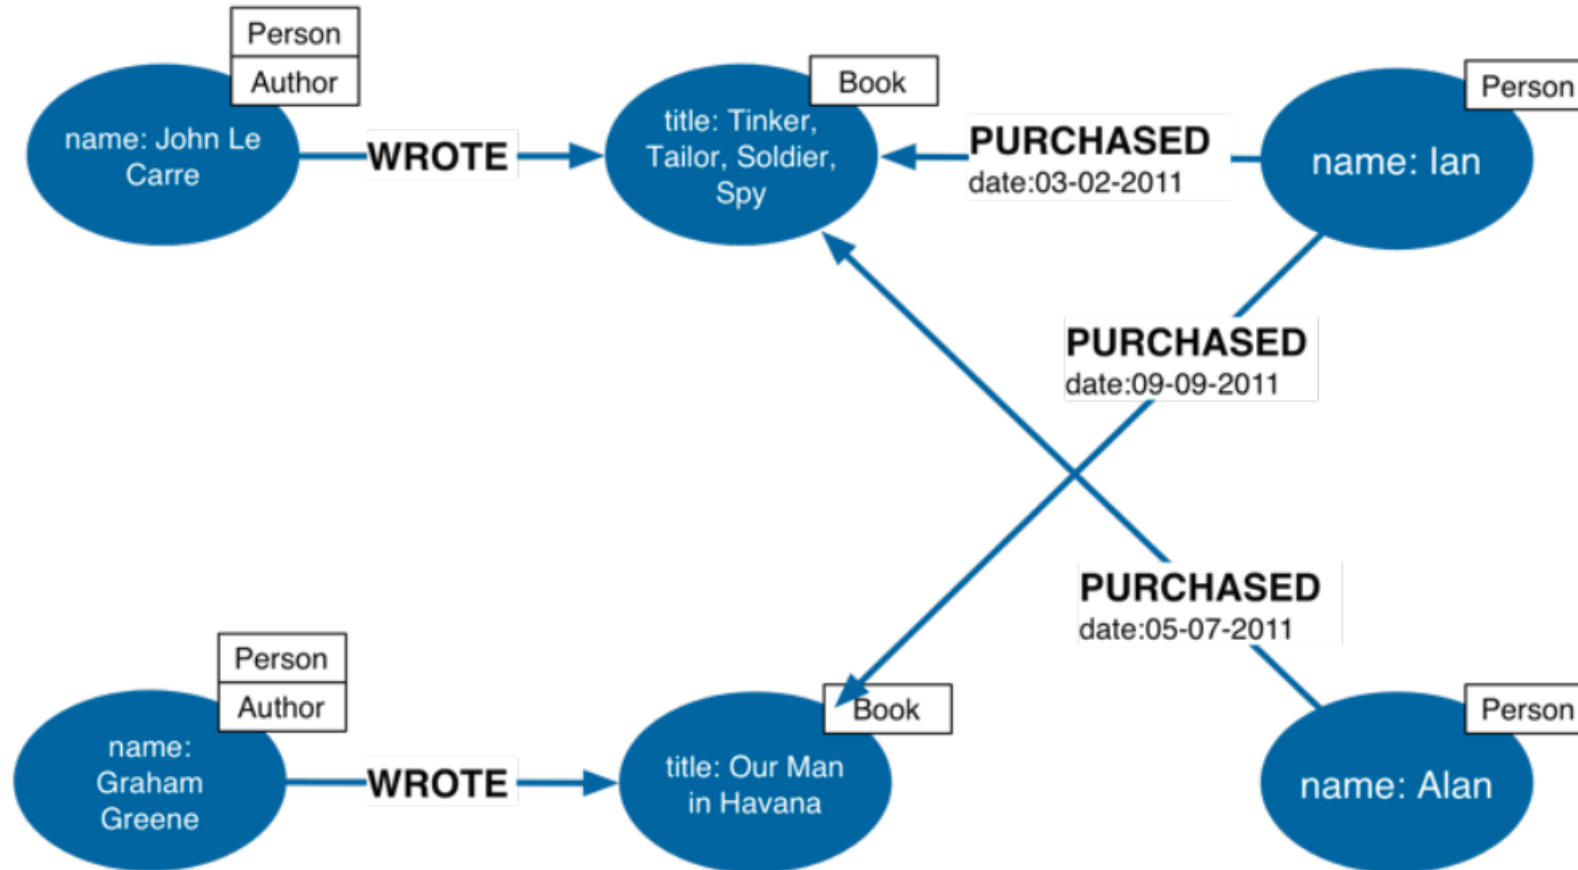 Person
Author
name: John Le
Carre
WROTE
Book
title: Tinker,
Tailor, Soldier,
Spy
PURCHASED
date:03-02-2011
Person
name: Ian
PURCHASED
date:09-09-2011
PURCHASED
date:05-07-2011
Person
Author
name:
Graham
Greene
WROTE
Book
title: Our Man
in Havana
Person
name: Alan